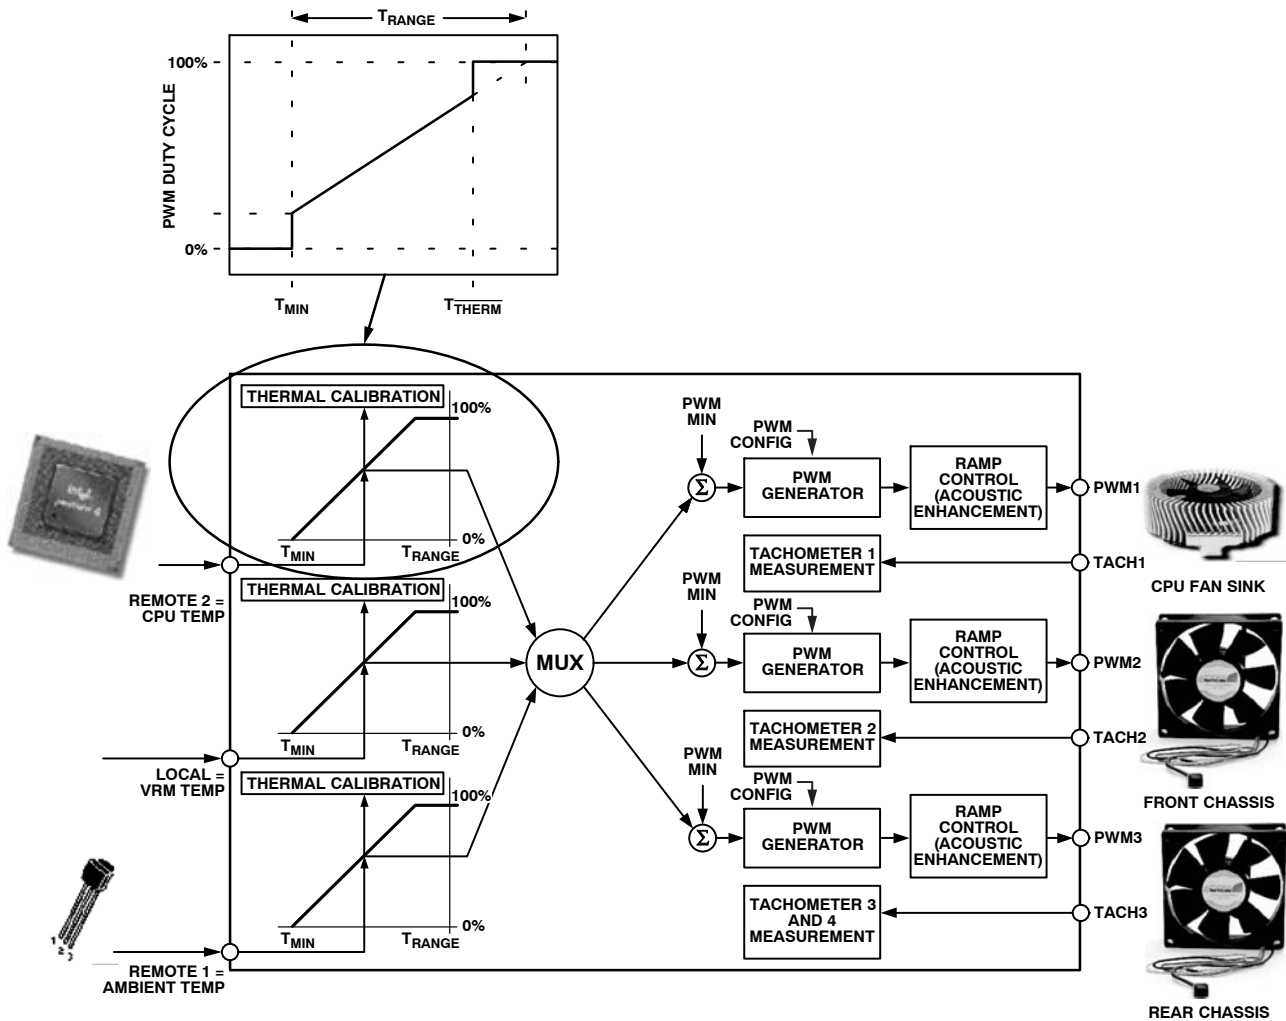 TRANGE
PWM DUTY CYCLE
100%
0%
TMIN
TTHERM
THERMAL CALIBRATION
100%
0%
TMIN
TRANGE
REMOTE 2 =
CPU TEMP
THERMAL CALIBRATION
100%
0%
TMIN
TRANGE
LOCAL =
VRM TEMP
THERMAL CALIBRATION
100%
0%
TMIN
TRANGE
REMOTE 1 =
AMBIENT TEMP
1
2
3
MUX
PWM
MIN
Σ
PWM
CONFIG
PWM
GENERATOR
RAMP
CONTROL
(ACOUSTIC
ENHANCEMENT)
PWM1
TACHOMETER 1
MEASUREMENT
TACH1
CPU FAN SINK
PWM
MIN
Σ
PWM
CONFIG
PWM
GENERATOR
RAMP
CONTROL
(ACOUSTIC
ENHANCEMENT)
PWM2
TACHOMETER 2
MEASUREMENT
TACH2
FRONT CHASSIS
PWM
MIN
Σ
PWM
CONFIG
PWM
GENERATOR
RAMP
CONTROL
(ACOUSTIC
ENHANCEMENT)
PWM3
TACHOMETER 3
AND 4
MEASUREMENT
TACH3
REAR CHASSIS